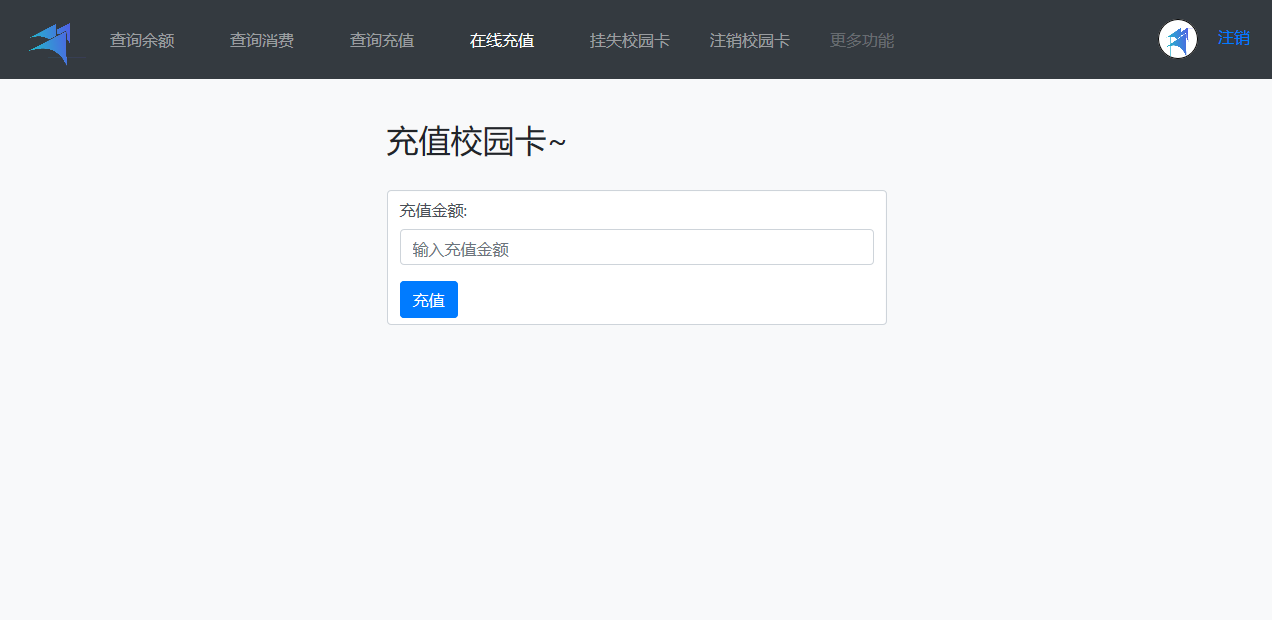 查询余额 查询消费 查询充值 在线充值 挂失校园卡 注销校园卡 更多功能 注销
充值校园卡~
充值金额:
输入充值金额
充值